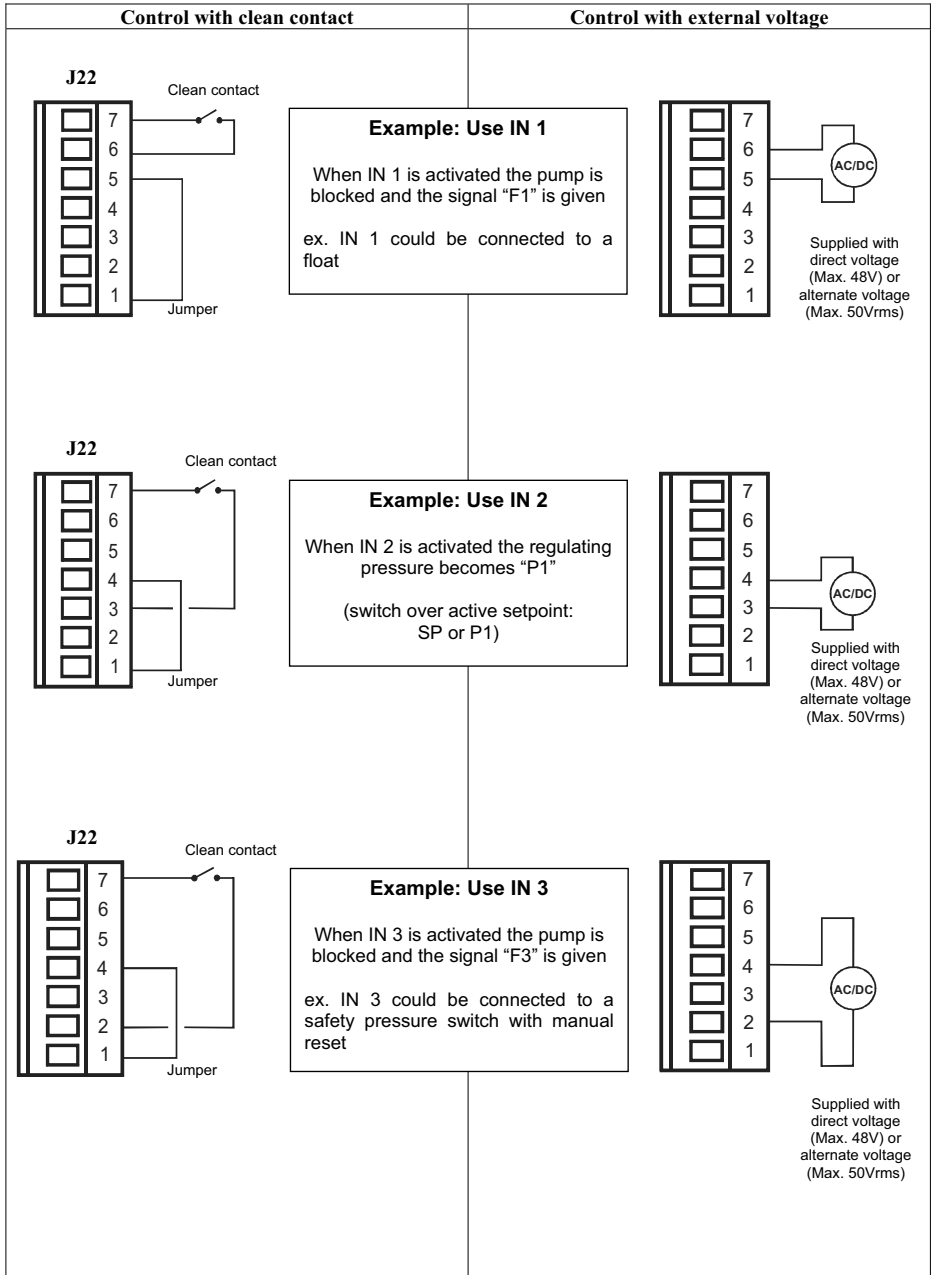 Control with clean contact
Control with external voltage
J22
Clean contact
7
6
5
4
3
2
1
Jumper
Example: Use IN 1
When IN 1 is activated the pump is
blocked and the signal “F1” is given
ex. IN 1 could be connected to a
float
7
6
5
4
3
2
1
AC/DC
Supplied with
direct voltage
(Max. 48V) or
alternate voltage
(Max. 50Vrms)
J22
Clean contact
7
6
5
4
3
2
1
Jumper
Example: Use IN 2
When IN 2 is activated the regulating
pressure becomes “P1”
(switch over active setpoint:
SP or P1)
7
6
5
4
3
2
1
AC/DC
Supplied with
direct voltage
(Max. 48V) or
alternate voltage
(Max. 50Vrms)
J22
Clean contact
7
6
5
4
3
2
1
Jumper
Example: Use IN 3
When IN 3 is activated the pump is
blocked and the signal “F3” is given
ex. IN 3 could be connected to a
safety pressure switch with manual
reset
7
6
5
4
3
2
1
AC/DC
Supplied with
direct voltage
(Max. 48V) or
alternate voltage
(Max. 50Vrms)